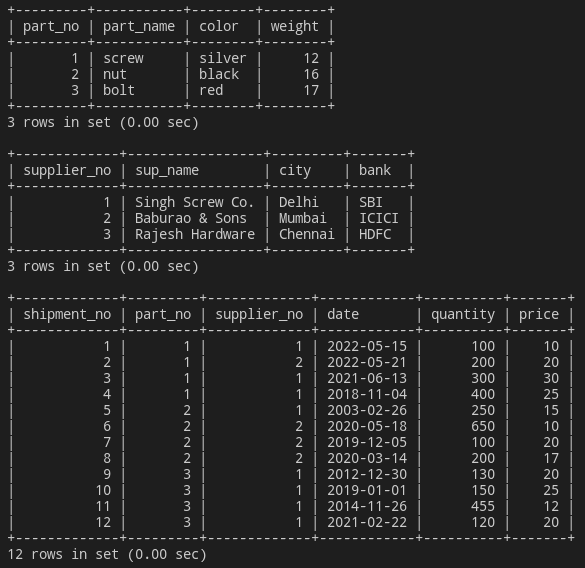 +---------+-----------+--------+--------+
| part_no | part_name | color  | weight |
+---------+-----------+--------+--------+
|       1 | screw     | silver |     12 |
|       2 | nut       | black  |     16 |
|       3 | bolt      | red    |     17 |
+---------+-----------+--------+--------+
3 rows in set (0.00 sec)

+-------------+-----------------+---------+-------+
| supplier_no | sup_name        | city    | bank  |
+-------------+-----------------+---------+-------+
|           1 | Singh Screw Co. | Delhi   | SBI   |
|           2 | Baburao & Sons  | Mumbai  | ICICI |
|           3 | Rajesh Hardware | Chennai | HDFC  |
+-------------+-----------------+---------+-------+
3 rows in set (0.00 sec)

+-------------+---------+-------------+------------+----------+-------+
| shipment_no | part_no | supplier_no | date       | quantity | price |
+-------------+---------+-------------+------------+----------+-------+
|           1 |       1 |           1 | 2022-05-15 |      100 |    10 |
|           2 |       1 |           2 | 2022-05-21 |      200 |    20 |
|           3 |       1 |           1 | 2021-06-13 |      300 |    30 |
|           4 |       1 |           1 | 2018-11-04 |      400 |    25 |
|           5 |       2 |           1 | 2003-02-26 |      250 |    15 |
|           6 |       2 |           2 | 2020-05-18 |      650 |    10 |
|           7 |       2 |           2 | 2019-12-05 |      100 |    20 |
|           8 |       2 |           2 | 2020-03-14 |      200 |    17 |
|           9 |       3 |           1 | 2012-12-30 |      130 |    20 |
|          10 |       3 |           1 | 2019-01-01 |      150 |    25 |
|          11 |       3 |           1 | 2014-11-26 |      455 |    12 |
|          12 |       3 |           1 | 2021-02-22 |      120 |    20 |
+-------------+---------+-------------+------------+----------+-------+
12 rows in set (0.00 sec)